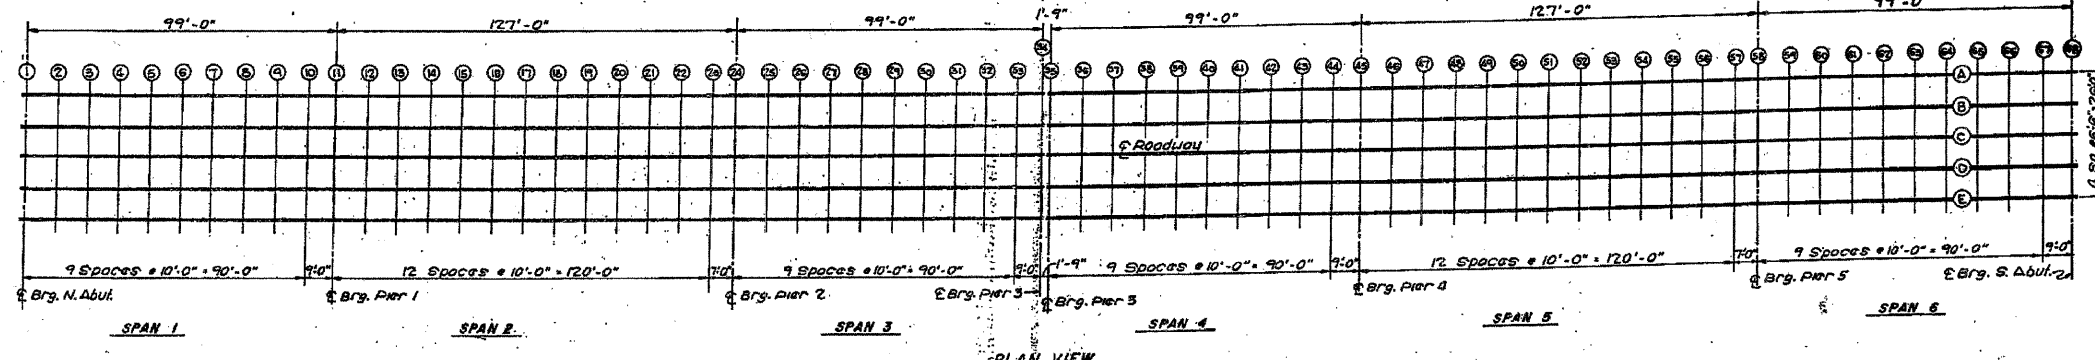 99'-0" 127'-0" 99'-0" 1'-9" 99'-0" 127'-0" 99'-0"
1 2 3 4 5 6 7 8 9 10 11 12 13 14 15 16 17 18 19 20 21 22 23 24 25 26 27 28 29 30 31 32 33 34 35 36 37 38 39 40 41 42 43 44 45 46 47 48 49 50 51 52 53 54 55 56 57 58 59 60 61 62 63 64 65 66 67 68
A
B
C
D
E
℄ Roadway
9 Spaces @ 10'-0" = 90'-0" 9'-0" 12 Spaces @ 10'-0" = 120'-0" 7'-0" 9 Spaces @ 10'-0" = 90'-0" 9'-0" 1'-9" 9 Spaces @ 10'-0" = 90'-0" 9'-0" 12 Spaces @ 10'-0" = 120'-0" 7'-0" 9 Spaces @ 10'-0" = 90'-0" 9'-0"
℄ Brg. N. Abut. ℄ Brg. Pier 1 ℄ Brg. Pier 2 ℄ Brg. Pier 3 ℄ Brg. Pier 3 ℄ Brg. Pier 4 ℄ Brg. Pier 5 ℄ Brg. S. Abut.
SPAN 1 SPAN 2 SPAN 3 SPAN 4 SPAN 5 SPAN 6
PLAN VIEW